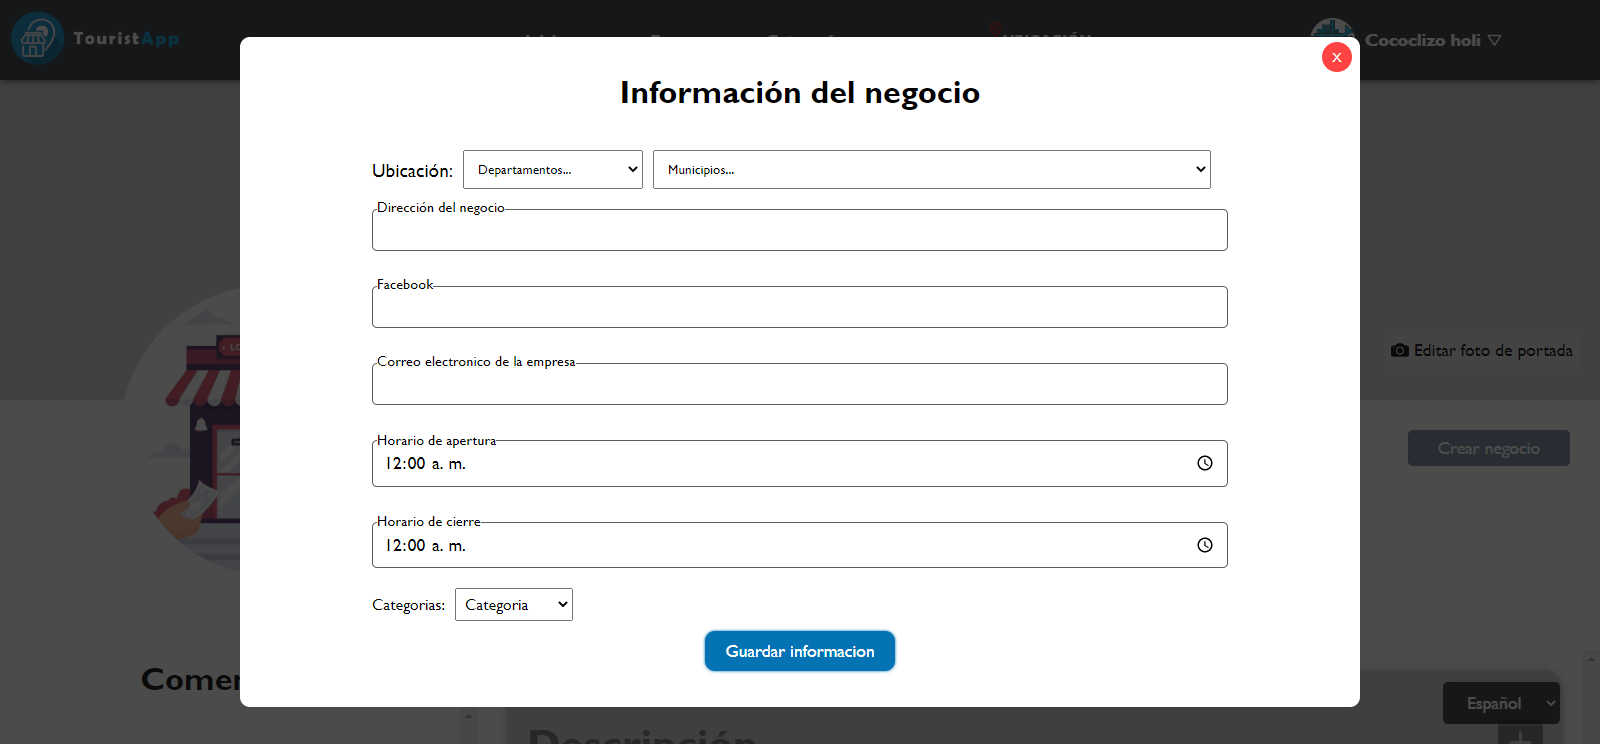 TouristApp
Cococlizo holi ▽
X
Información del negocio
Ubicación: Departamentos... Municipios...
Dirección del negocio
Facebook
Correo electronico de la empresa
Horario de apertura
12:00 a. m.
Horario de cierre
12:00 a. m.
Categorias: Categoria
Guardar informacion
Editar foto de portada
Crear negocio
Español
Descripción